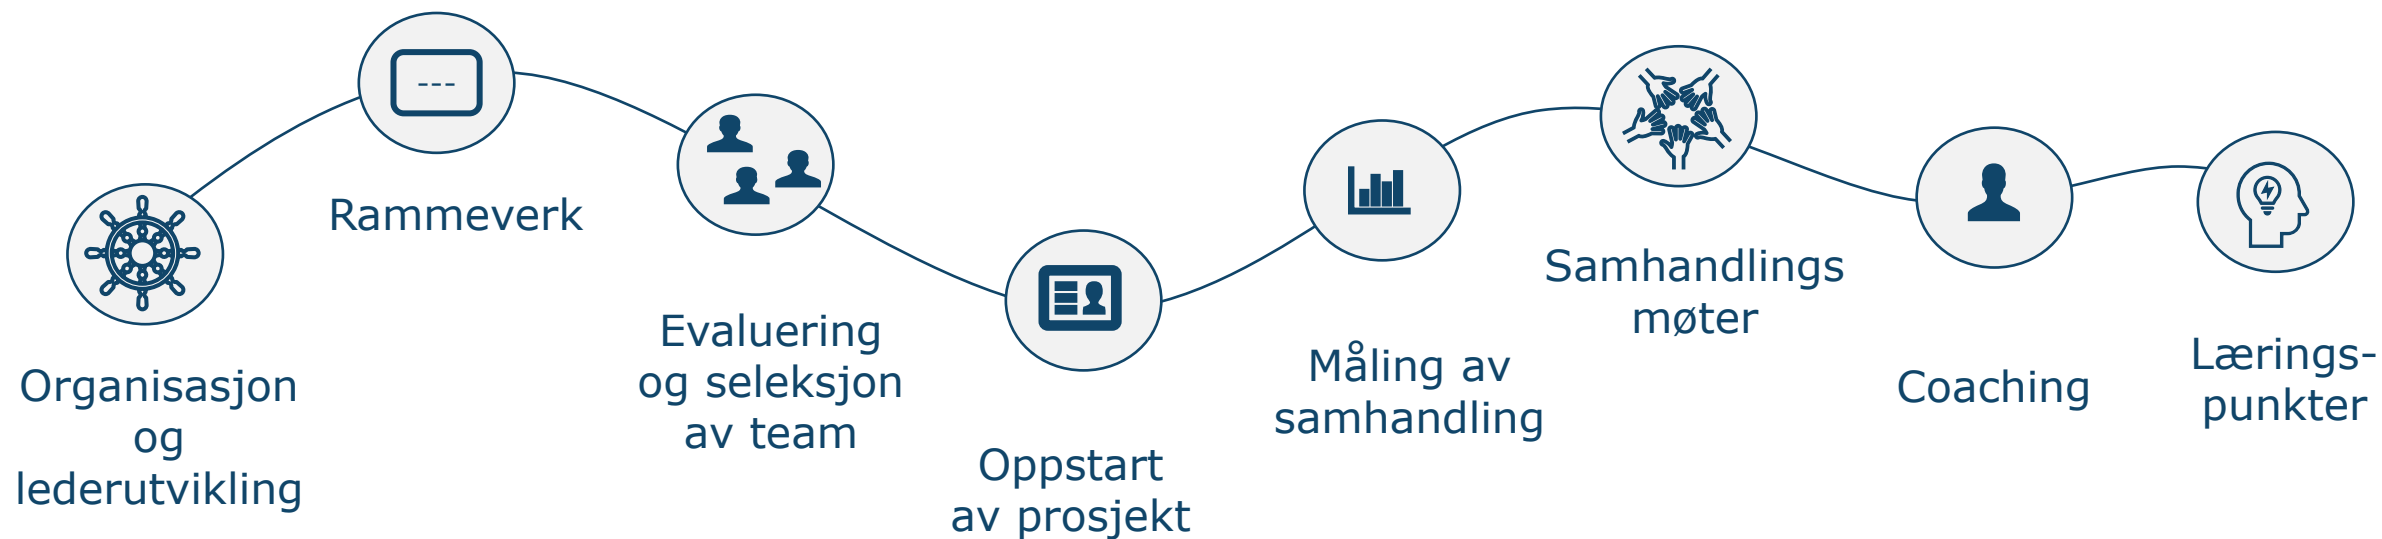 Organisasjon
og
lederutvikling
Rammeverk
Evaluering
og seleksjon
av team
Oppstart
av prosjekt
Måling av
samhandling
Samhandlings
møter
Coaching
Lærings-
punkter